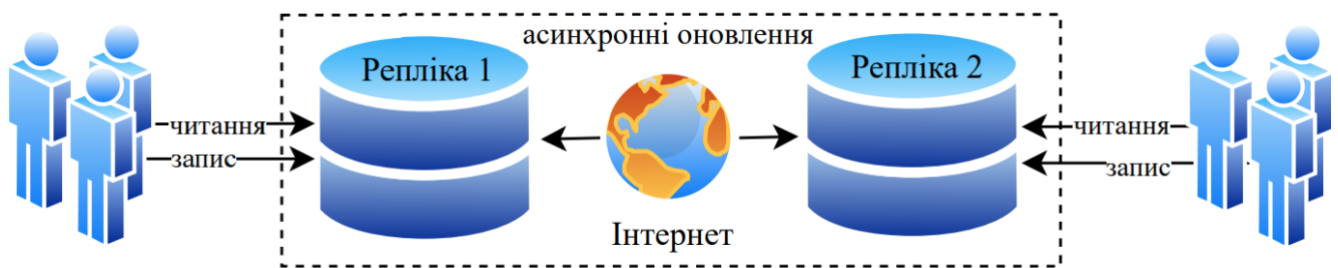 асинхронні оновлення
Репліка 1
Репліка 2
читання
запис
читання
запис
Інтернет